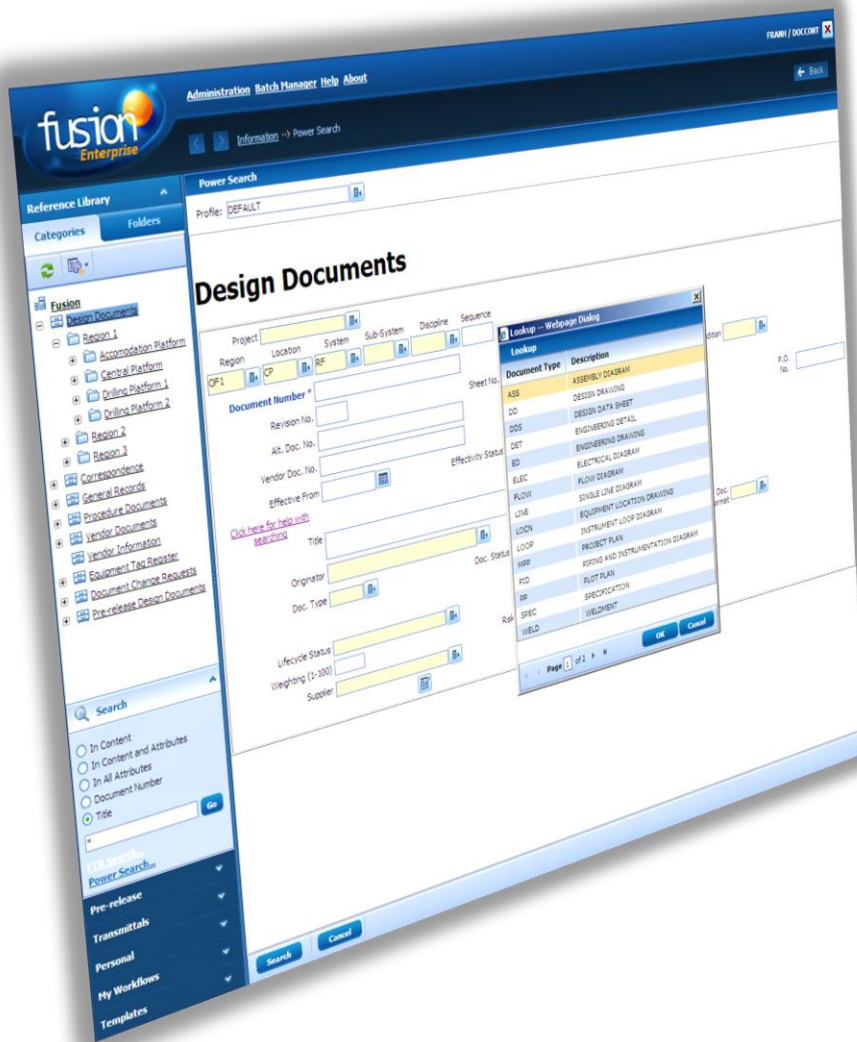 FRANH / DOCCONT
fusion
Enterprise
Administration Batch Manager Help About
Back
Information ··> Power Search
Reference Library
Categories Folders
Fusion
Design Documents
Region 1
Accomodation Platform
Central Platform
Drilling Platform 1
Drilling Platform 2
Region 2
Region 3
Correspondence
General Records
Procedure Documents
Vendor Documents
Vendor Information
Equipment Tag Register
Document Change Requests
Pre-release Design Documents
Search
In Content
In Content and Attributes
In All Attributes
Document Number
Title
Go
ETR Search...
Power Search...
Pre-release
Transmittals
Personal
My Workflows
Templates
Power Search
Profile: DEFAULT
Design Documents
Project
Region Location System Sub-System Discipline Sequence
OF1 CP RF
Document Number *
Sheet No.
P.O. No.
Revision No.
Alt. Doc. No.
Vendor Doc. No.
Effectivity Status
Effective From
Click here for help with searching
Title
Originator
Doc. Status
Doc. Type
Lifecycle Status
Weighting (1-100)
Supplier
Lookup -- Webpage Dialog
Lookup
Document Type Description
ASS ASSEMBLY DIAGRAM
DD DESIGN DRAWING
DDS DESIGN DATA SHEET
DET ENGINEERING DETAIL
ED ENGINEERING DRAWING
ELEC ELECTRICAL DIAGRAM
FLOW FLOW DIAGRAM
LINE SINGLE LINE DIAGRAM
LOCN EQUIPMENT LOCATION DRAWING
LOOP INSTRUMENT LOOP DIAGRAM
MPP PROJECT PLAN
PID PIPING AND INSTRUMENTATION DIAGRAM
PP PLOT PLAN
SPEC SPECIFICATION
WELD WELDMENT
Page 1 of 2
OK Cancel
Search Cancel